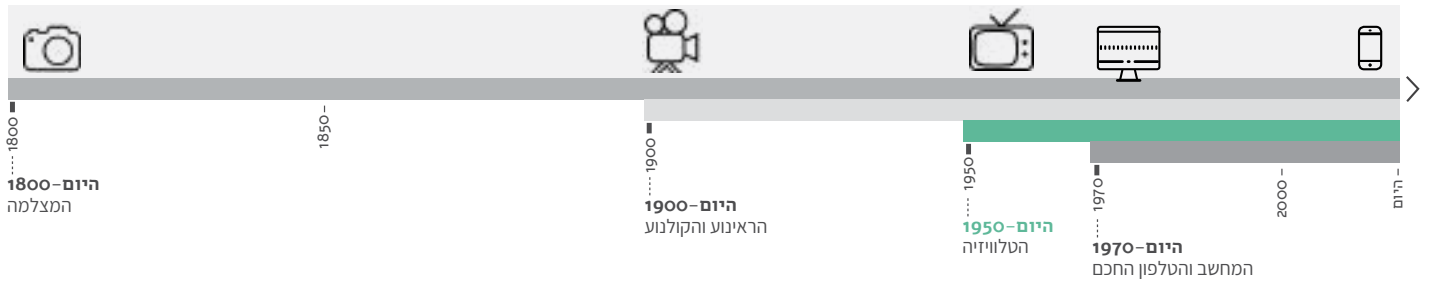 1800
1850
1900
1950
1970
2000
היום
1800–היום
המצלמה
1900–היום
הראינוע והקולנוע
1950–היום
הטלוויזיה
1970–היום
המחשב והטלפון החכם